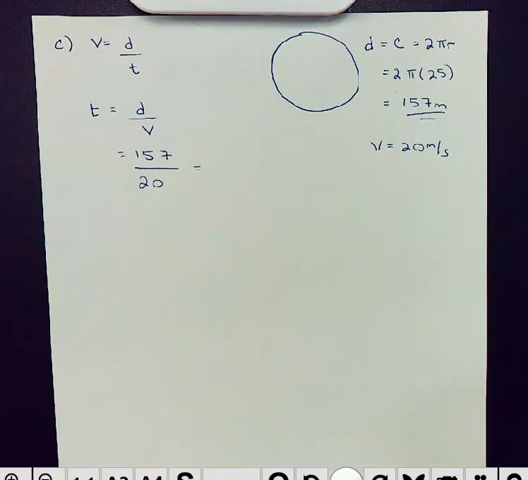 c) v = d/t
t = d/v
= 157/20 =
d = C = 2πr
= 2π(25)
= 157m
V = 20m/s